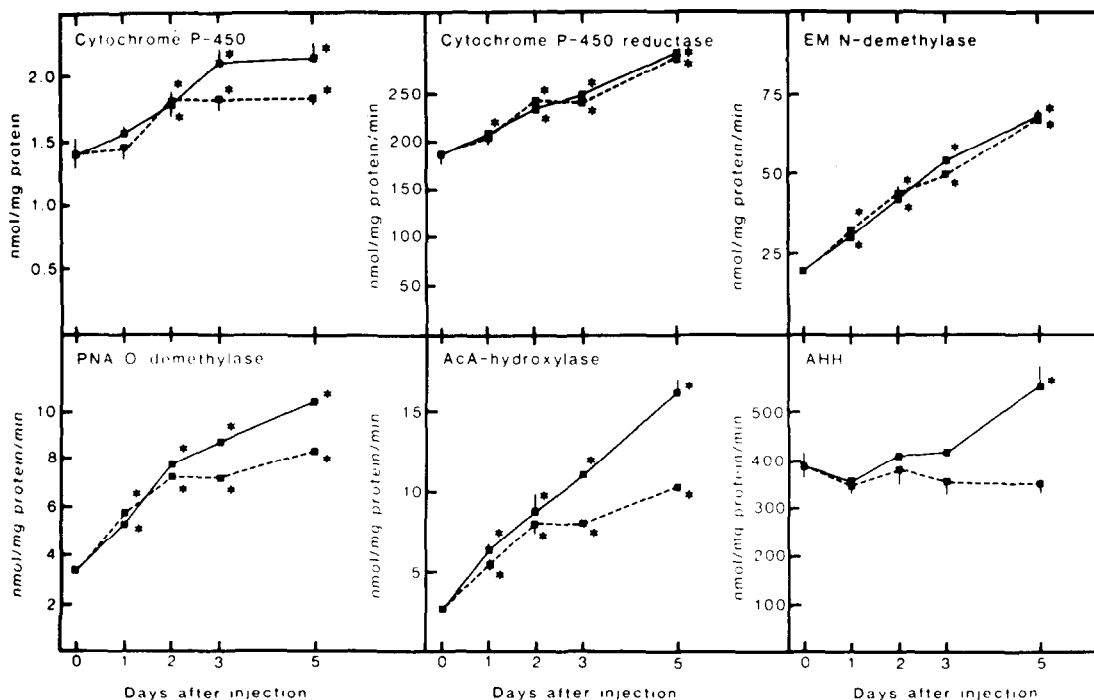 Cytochrome P-450
Cytochrome P-450 reductase
EM N-demethylase
nmol/mg protein
2.0
1.5
1.0
0.5
nmol/mg protein/min
250
200
150
100
50
nmol/mg protein/min
75
50
25
PNA O demethylase
AcA-hydroxylase
AHH
nmol/mg protein/min
10
8
6
4
2
nmol/mg protein/min
15
10
5
nmol/mg protein/min
500
400
300
200
100
0 1 2 3 5
0 1 2 3 5
0 1 2 3 5
Days after injection
Days after injection
Days after injection